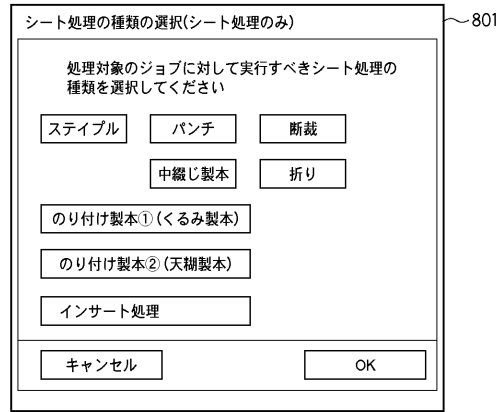 シート処理の種類の選択(シート処理のみ)
801
処理対象のジョブに対して実行すべきシート処理の
種類を選択してください
ステイプル パンチ 断裁
中綴じ製本 折り
のり付け製本①(くるみ製本)
のり付け製本②(天糊製本)
インサート処理
キャンセル OK